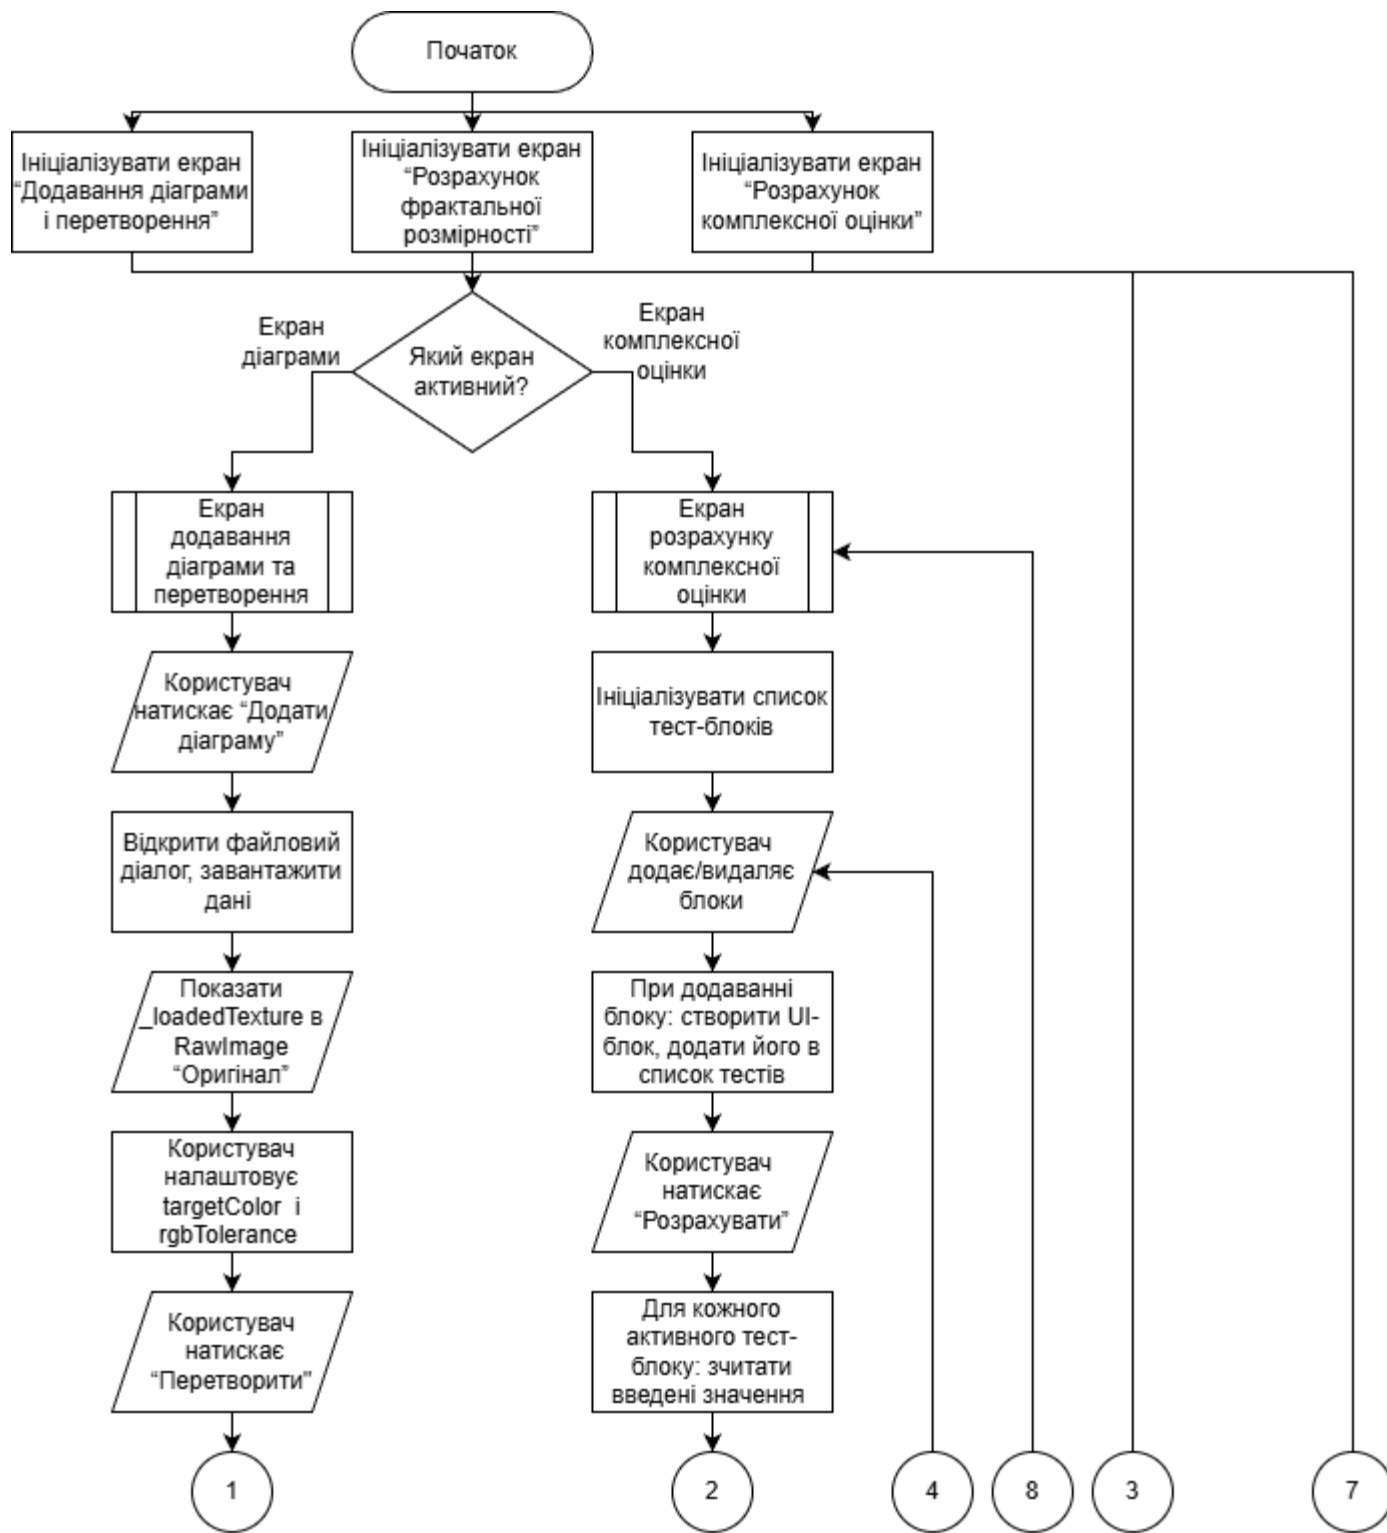 Початок
Ініціалізувати екран
“Додавання діаграми
і перетворення”
Ініціалізувати екран
“Розрахунок
фрактальної
розмірності”
Ініціалізувати екран
“Розрахунок
комплексної оцінки”
Екран
діаграми
Який екран
активний?
Екран
комплексної
оцінки
Екран
додавання
діаграми та
перетворення
Екран
розрахунку
комплексної
оцінки
Користувач
натискає “Додати
діаграму”
Ініціалізувати список
тест-блоків
Відкрити файловий
діалог, завантажити
дані
Користувач
додає/видаляє
блоки
Показати
_loadedTexture в
RawImage
“Оригінал”
При додаванні
блоку: створити UI-
блок, додати його в
список тестів
Користувач
налаштовує
targetColor  і
rgbTolerance
Користувач
натискає
“Розрахувати”
Користувач
натискає
“Перетворити”
Для кожного
активного тест-
блоку: зчитати
введені значення
1
2
4
8
3
7